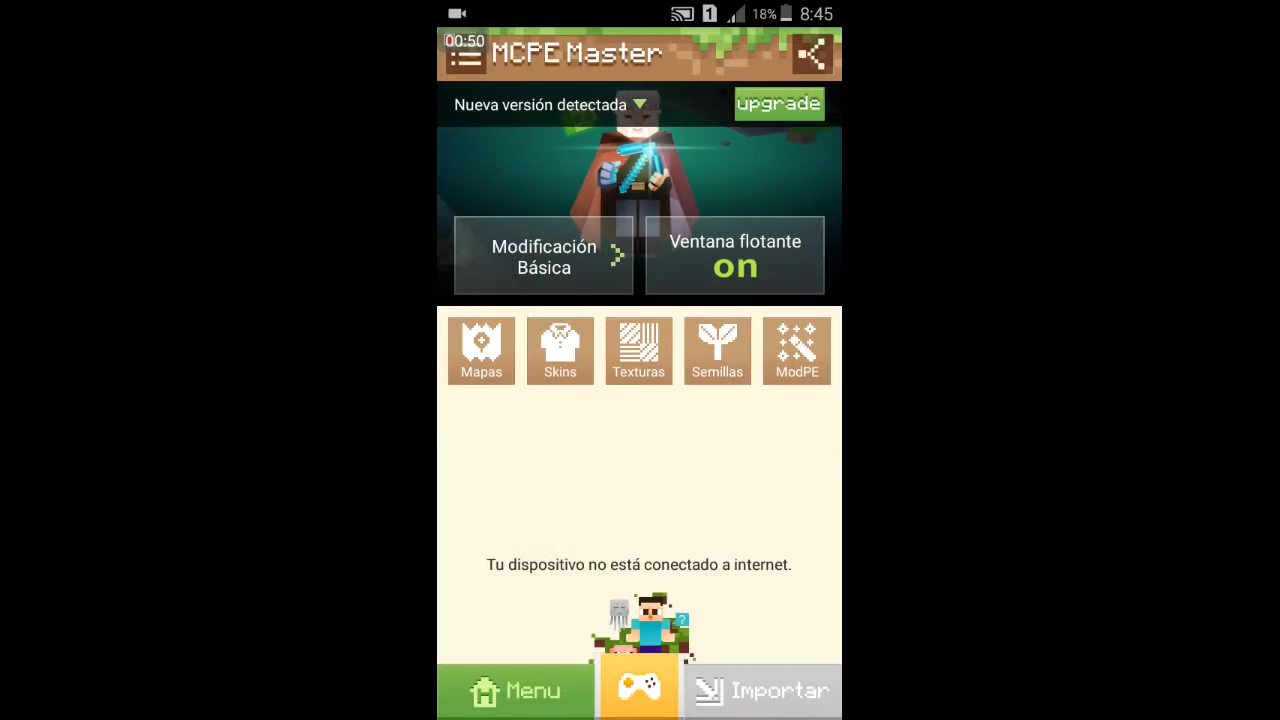 1 18% 8:45
00:50
MCPE Master
Nueva versión detectada
upgrade
Modificación
Básica
Ventana flotante
on
Mapas
Skins
Texturas
Semillas
ModPE
Tu dispositivo no está conectado a internet.
?
Menu
Importar